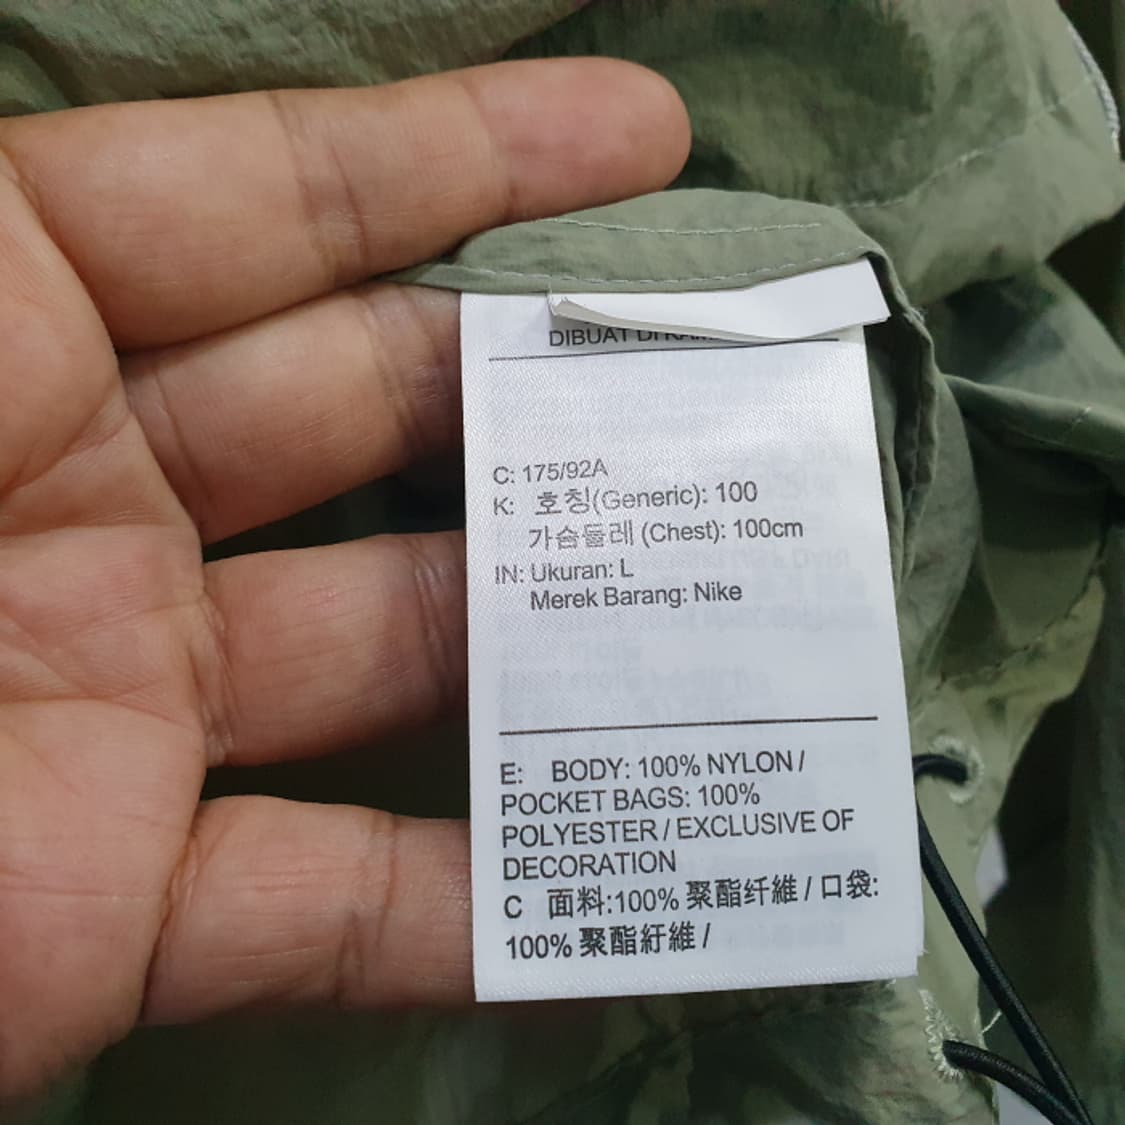 DIBUAT DI
C: 175/92A
K: 호칭(Generic): 100
가슴둘레 (Chest): 100cm
IN: Ukuran: L
Merek Barang: Nike
E: BODY: 100% NYLON /
POCKET BAGS: 100%
POLYESTER / EXCLUSIVE OF
DECORATION
C 面料:100% 聚酯纤維 / 口袋:
100% 聚酯紆維 /